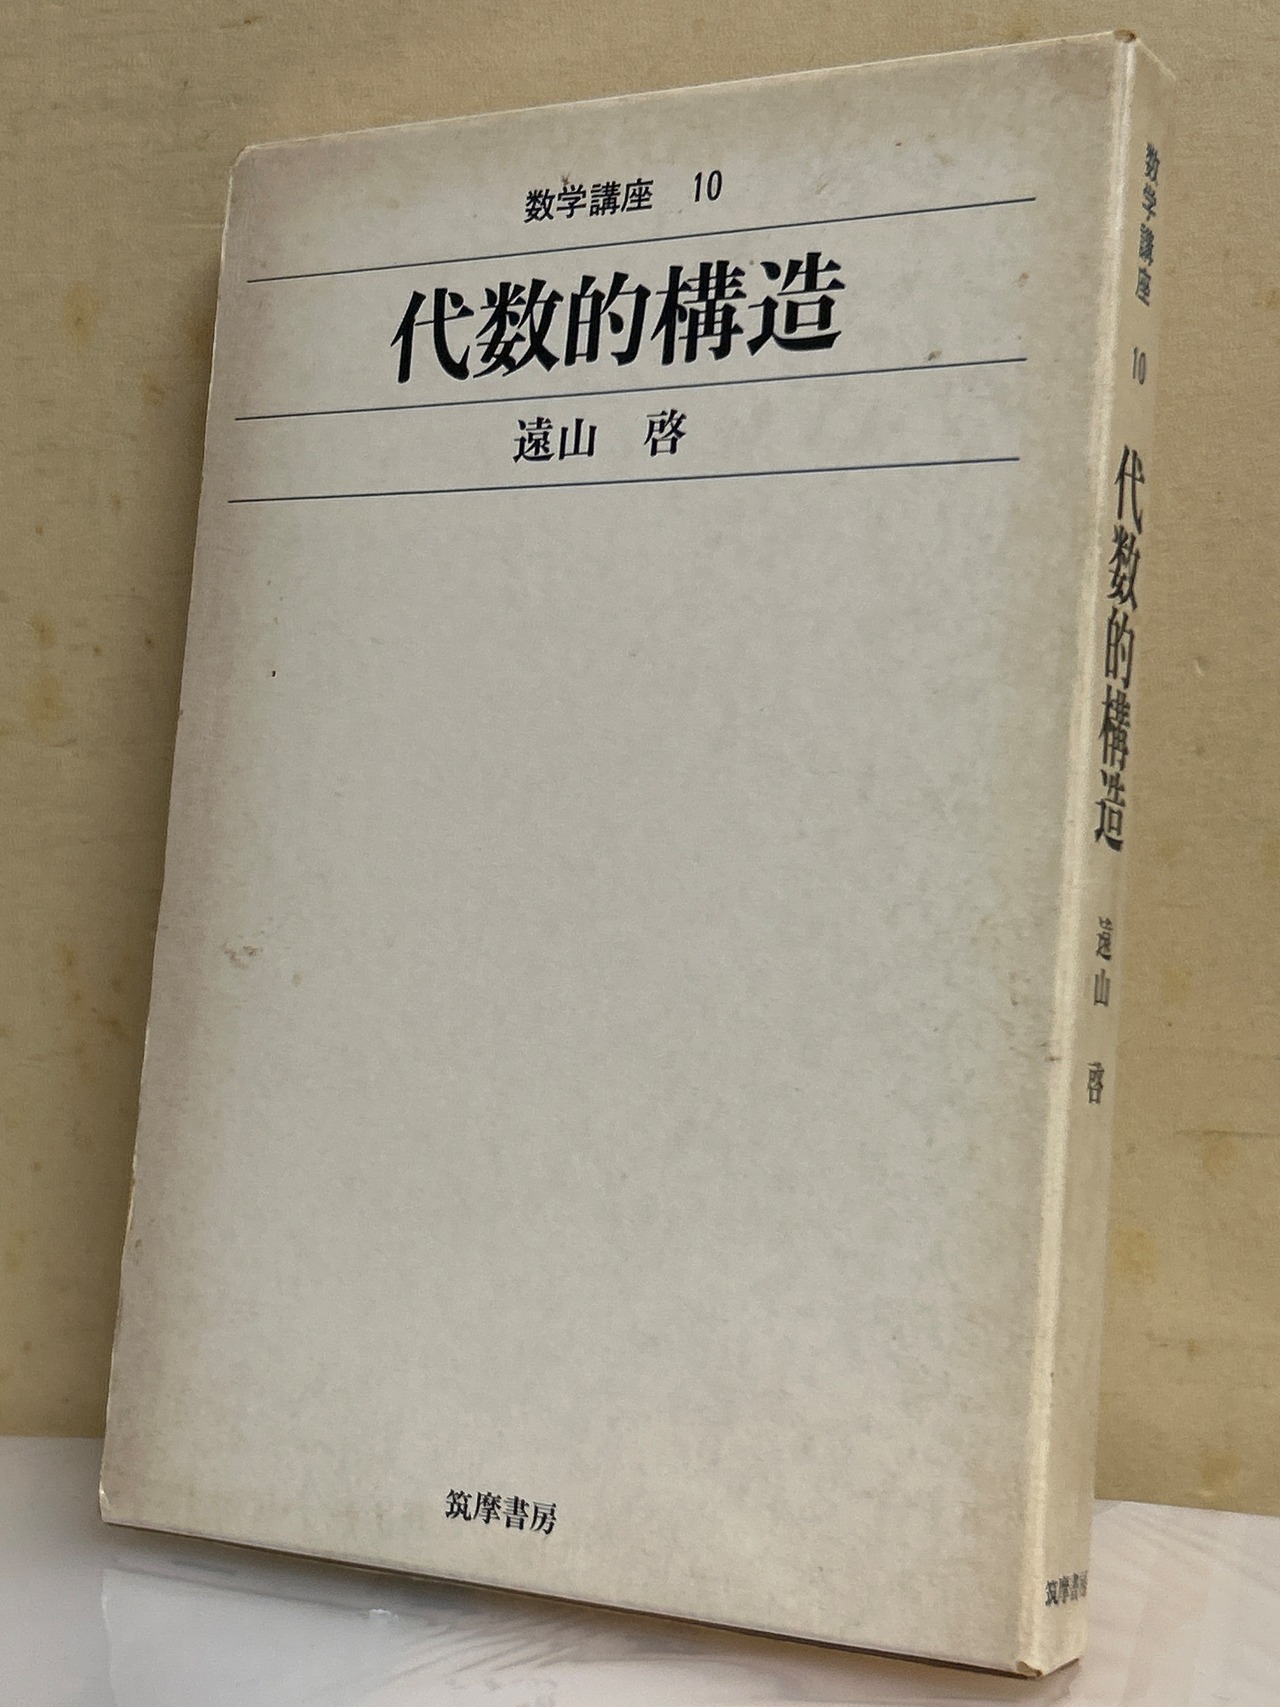 数学講座 10
代数的構造
遠山 啓
筑摩書房
数学講座 10 代数的構造 遠山 啓
筑摩書房